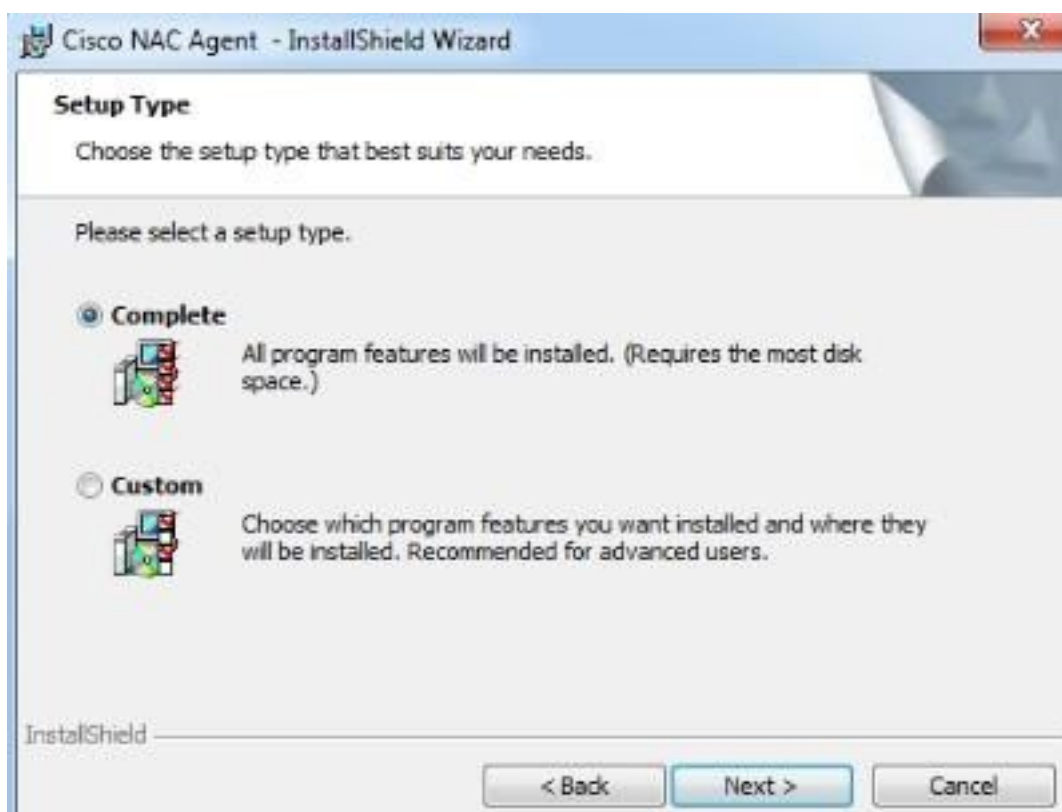 Cisco NAC Agent - InstallShield Wizard
Setup Type
Choose the setup type that best suits your needs.
Please select a setup type.
Complete
All program features will be installed. (Requires the most disk
space.)
Custom
Choose which program features you want installed and where they
will be installed. Recommended for advanced users.
InstallShield
< Back
Next >
Cancel